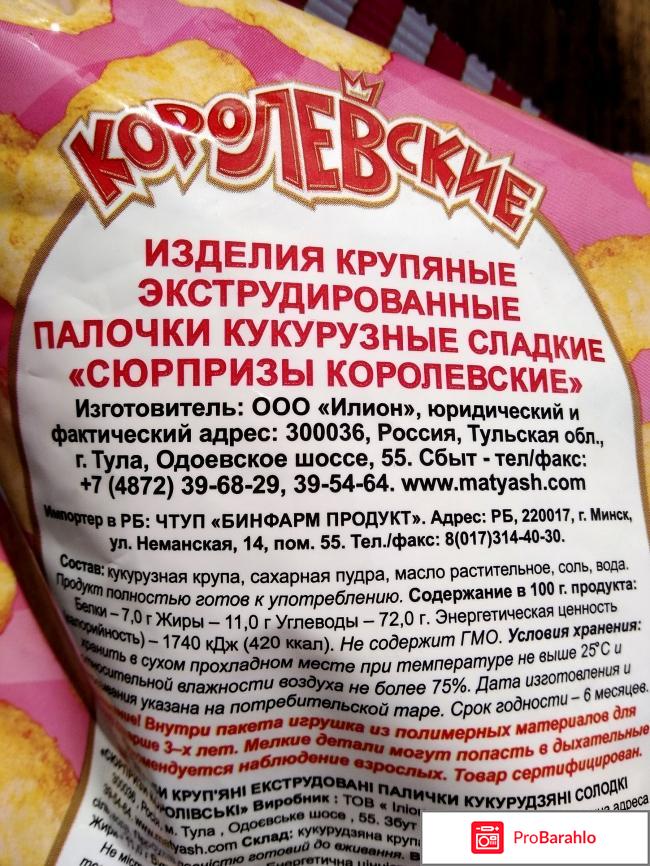 КОРОЛЕВСКИЕ
ИЗДЕЛИЯ КРУПЯНЫЕ
ЭКСТРУДИРОВАННЫЕ
ПАЛОЧКИ КУКУРУЗНЫЕ СЛАДКИЕ
«СЮРПРИЗЫ КОРОЛЕВСКИЕ»
Изготовитель: ООО «Илион», юридический и
фактический адрес: 300036, Россия, Тульская обл.,
г. Тула, Одоевское шоссе, 55. Сбыт - тел/факс:
+7 (4872) 39-68-29, 39-54-64. www.matyash.com
Импортер в РБ: ЧТУП «БИНФАРМ ПРОДУКТ». Адрес: РБ, 220017, г. Минск,
ул. Неманская, 14, пом. 55. Тел./факс: 8(017)314-40-30.
Состав: кукурузная крупа, сахарная пудра, масло растительное, соль, вода.
Продукт полностью готов к употреблению. Содержание в 100 г. продукта:
Белки – 7,0 г Жиры – 11,0 г Углеводы – 72,0 г. Энергетическая ценность
– 1740 кДж (420 ккал). Не содержит ГМО. Условия хранения:
хранить в сухом прохладном месте при температуре не выше 25°С и
влажности воздуха не более 75%. Дата изготовления и
указана на потребительской таре. Срок годности – 6 месяцев.
Внутри пакета игрушка из полимерных материалов для
3–х лет. Мелкие детали могут попасть в дыхательные
наблюдение взрослых. Товар сертифицирован.
КРУП'ЯНІ ЕКСТРУДОВАНІ ПАЛИЧКИ КУКУРУДЗЯНІ СОЛОДКІ
Виробник : ТОВ «
м. Тула , Одоєвське шосе , 55. Збут
Склад: кукурудзяна
готовий до вживання.
ProBarahlo